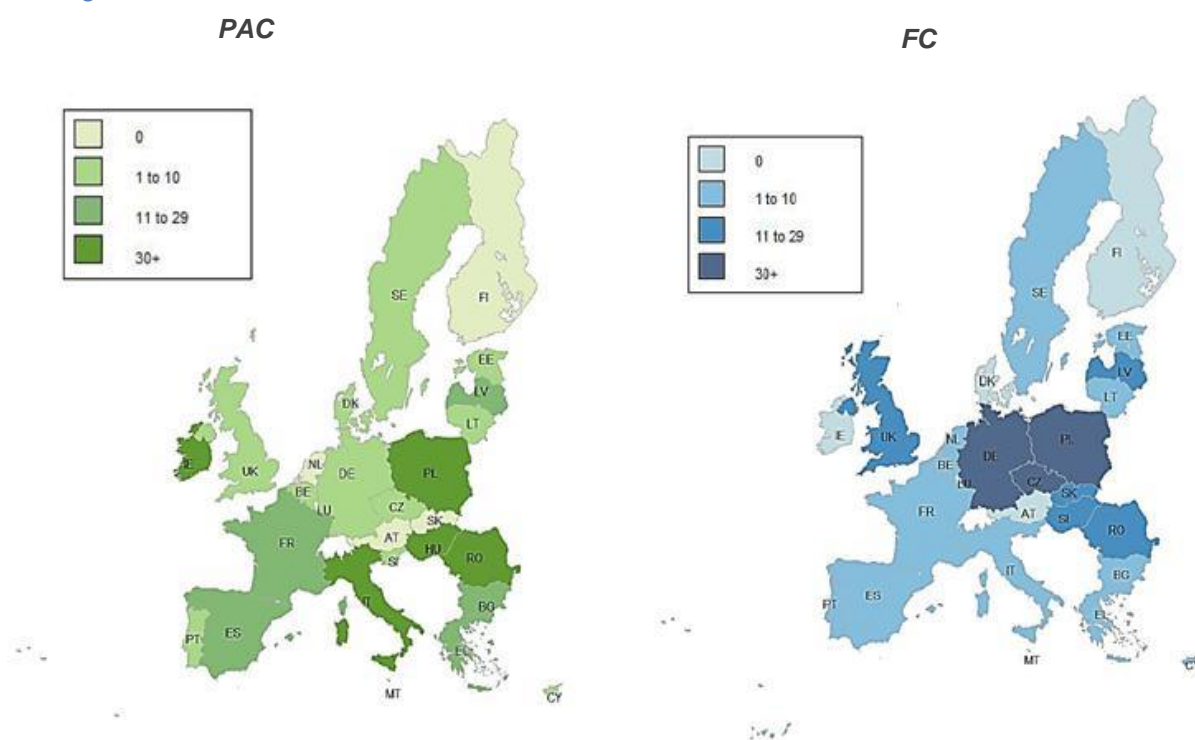 PAC
FC
0
1 to 10
11 to 29
30+
0
1 to 10
11 to 29
30+
SE
FI
EE
LV
LT
DK
IE
UK
NL
BE
LU
DE
PL
CZ
SK
AT
HU
SI
RO
FR
IT
BG
EL
PT
ES
MT
CY
FI
SE
EE
LV
LT
DK
IE
UK
NL
BE
LU
DE
PL
CZ
SK
AT
SI
RO
FR
IT
BG
EL
PT
ES
MT